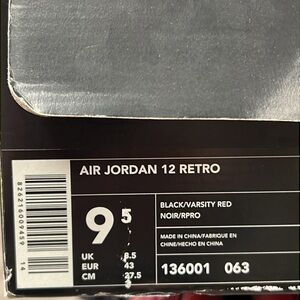 AIR JORDAN 12 RETRO
9 5
BLACK/VARSITY RED
NOIR/RPRO
UK 8.5
EUR 43
CM 27.5
MADE IN CHINA/FABRIQUE EN
CHINE/HECHO EN CHINA
136001 063
826216009459
14